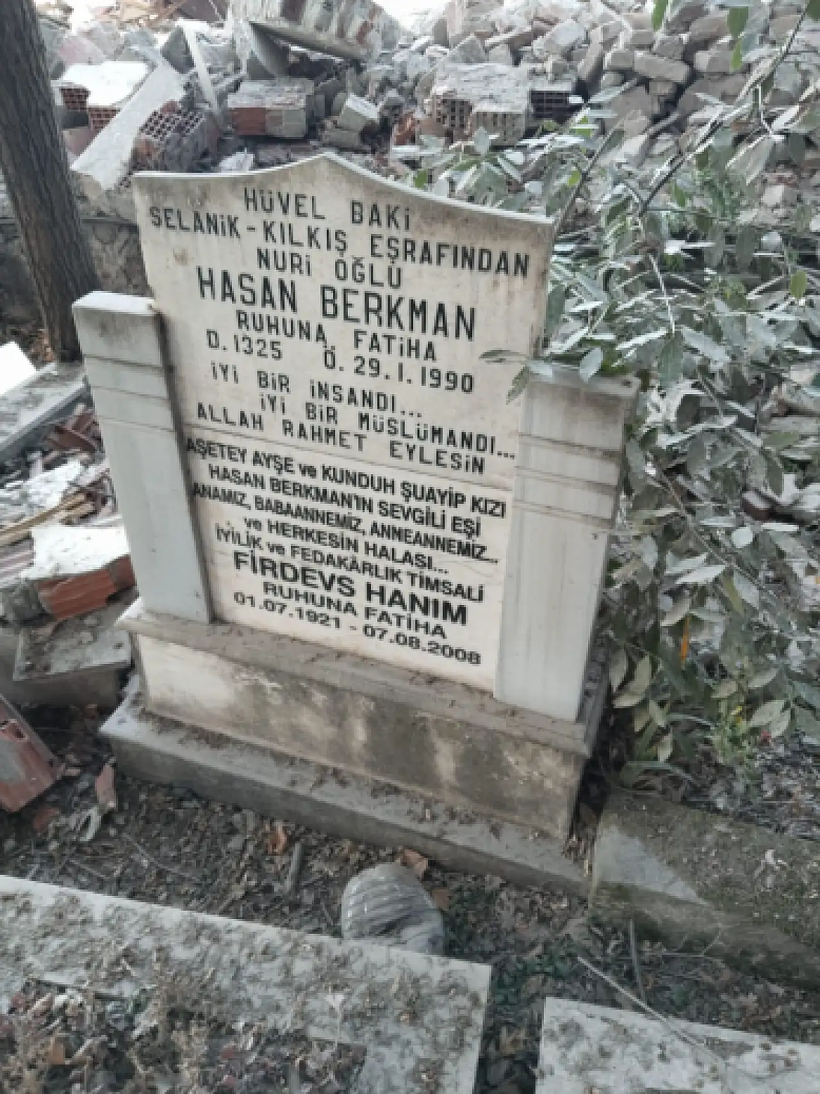 HÜVEL BAKİ
SELANİK - KILKIŞ EŞRAFINDAN
NURİ OĞLU
HASAN BERKMAN
RUHUNA FATİHA
D. 1325 Ö. 29.1.1990
İYİ BİR İNSANDI...
İYİ BİR MÜSLÜMANDI...
ALLAH RAHMET EYLESİN
AŞETEY AYŞE ve KUNDUH ŞUAYİP KIZI
HASAN BERKMAN'IN SEVGİLİ EŞİ
ANAMIZ, BABAANNEMİZ, ANNEANNEMİZ...
ve HERKESİN HALASI...
İYİLİK ve FEDAKÂRLIK TİMSALİ
FİRDEVS HANIM
RUHUNA FATİHA
01.07.1921 - 07.08.2008